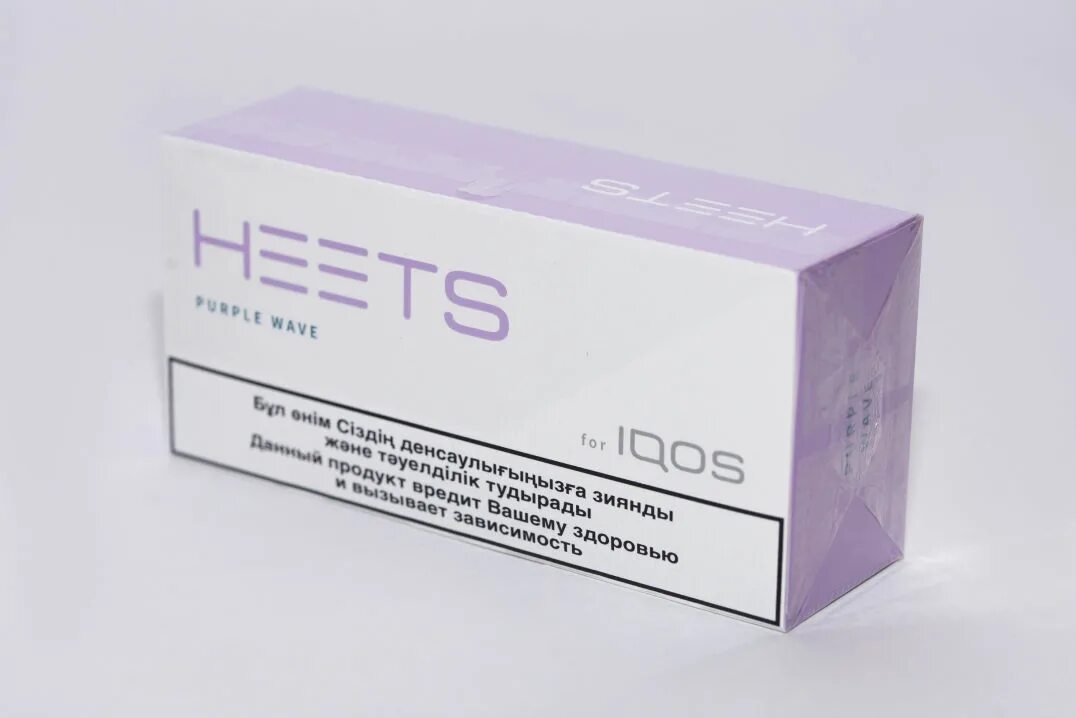 HEETS
HEETS
PURPLE WAVE
for IQOS
Бұл өнім Сіздің денсаулығыңызға зиянды
және тәуелділік тудырады
Данный продукт вредит Вашему здоровью
и вызывает зависимость
PURPLE
WAVE